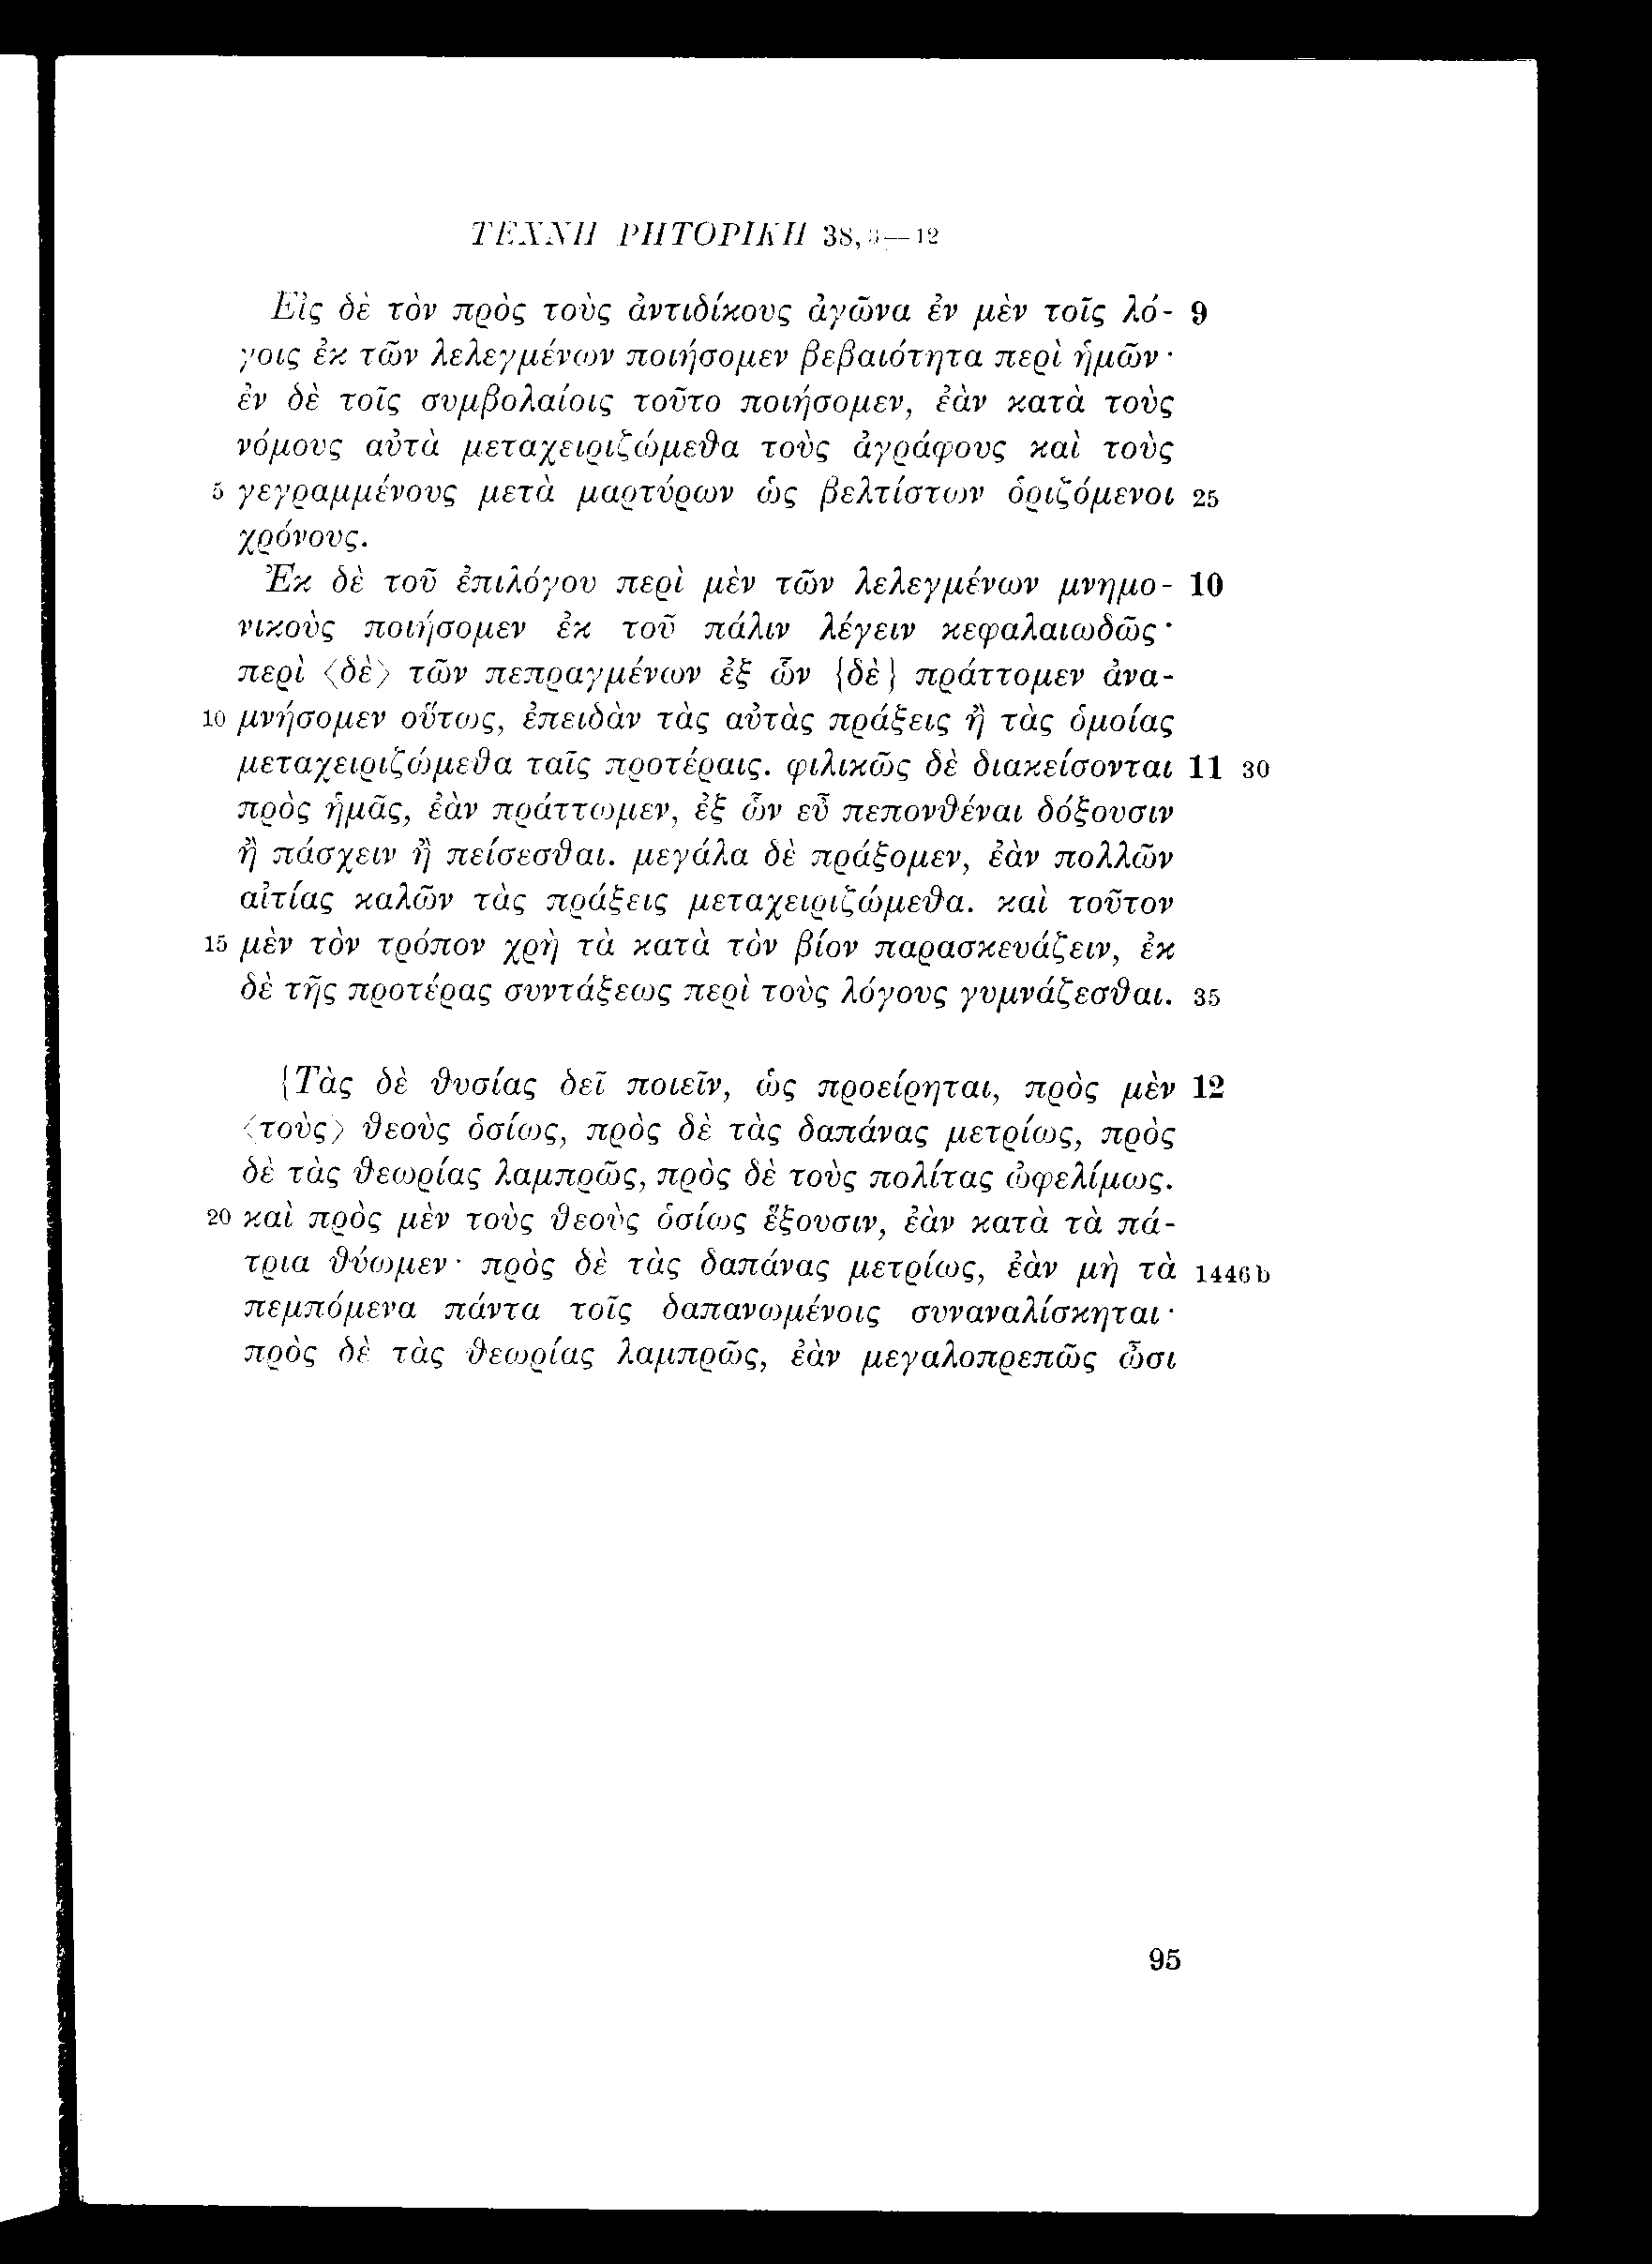 ΤΕΧΝΗ ΡΗΤΟΡΙΚΗ 38, —12
Εἰς δὲ τὸν πρὸς τοὺς ἀντιδίκους ἀγῶνα ἐν μὲν τοῖς λό- 9
γοις ἐκ τῶν λελεγμένων ποιήσομεν βεβαιότητα περὶ ἡμῶν·
ἐν δὲ τοῖς συμβολαίοις τοῦτο ποιήσομεν, ἐὰν κατὰ τοὺς
νόμους αὐτὰ μεταχειριζώμεθα τοὺς ἀγράφους καὶ τοὺς
5 γεγραμμένους μετὰ μαρτύρων ὡς βελτίστων ὁριζόμενοι 25
χρόνους.
Ἐκ δὲ τοῦ ἐπιλόγου περὶ μὲν τῶν λελεγμένων μνημο- 10
νικοὺς ποιήσομεν ἐκ τοῦ πάλιν λέγειν κεφαλαιωδῶς·
περὶ ⟨δὲ⟩ τῶν πεπραγμένων ἐξ ὧν {δὲ} πράττομεν ἀνα-
10 μνήσομεν οὕτως, ἐπειδὰν τὰς αὐτὰς πράξεις ἢ τὰς ὁμοίας
μεταχειριζώμεθα ταῖς προτέραις. φιλικῶς δὲ διακείσονται 11 30
πρὸς ἡμᾶς, ἐὰν πράττωμεν, ἐξ ὧν εὖ πεπονθέναι δόξουσιν
ἢ πάσχειν ἢ πείσεσθαι. μεγάλα δὲ πράξομεν, ἐὰν πολλῶν
αἰτίας καλῶν τὰς πράξεις μεταχειριζώμεθα. καὶ τοῦτον
15 μὲν τὸν τρόπον χρὴ τὰ κατὰ τὸν βίον παρασκευάζειν, ἐκ
δὲ τῆς προτέρας συντάξεως περὶ τοὺς λόγους γυμνάζεσθαι. 35
{Τὰς δὲ θυσίας δεῖ ποιεῖν, ὡς προείρηται, πρὸς μὲν 12
⟨τοὺς⟩ θεοὺς ὁσίως, πρὸς δὲ τὰς δαπάνας μετρίως, πρὸς
δὲ τὰς θεωρίας λαμπρῶς, πρὸς δὲ τοὺς πολίτας ὠφελίμως.
20 καὶ πρὸς μὲν τοὺς θεοὺς ὁσίως ἕξουσιν, ἐὰν κατὰ τὰ πά-
τρια θύωμεν· πρὸς δὲ τὰς δαπάνας μετρίως, ἐὰν μὴ τὰ 1446b
πεμπόμενα πάντα τοῖς δαπανωμένοις συναναλίσκηται·
πρὸς δὲ τὰς θεωρίας λαμπρῶς, ἐὰν μεγαλοπρεπῶς ὦσι
95